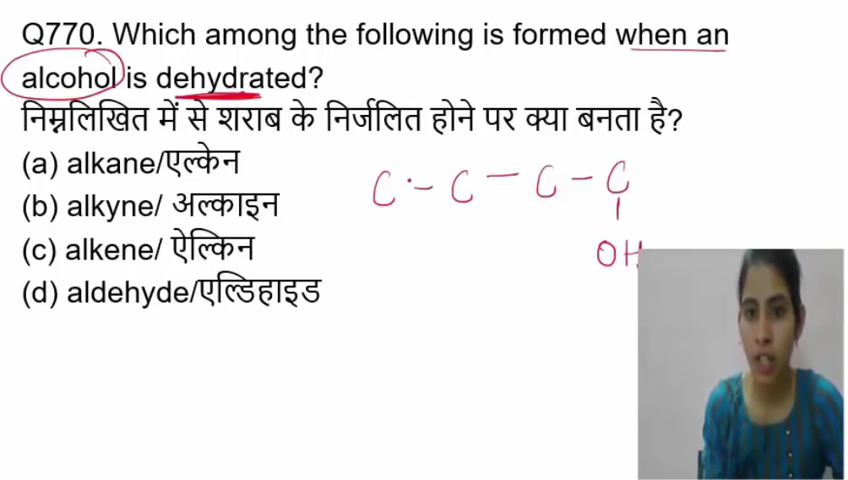 Q770. Which among the following is formed when an
alcohol is dehydrated?
निम्नलिखित में से शराब के निर्जलित होने पर क्या बनता है?
(a) alkane/एल्केन
(b) alkyne/ अल्काइन
(c) alkene/ ऐल्किन
(d) aldehyde/एल्डिहाइड
C - C - C - C
OH